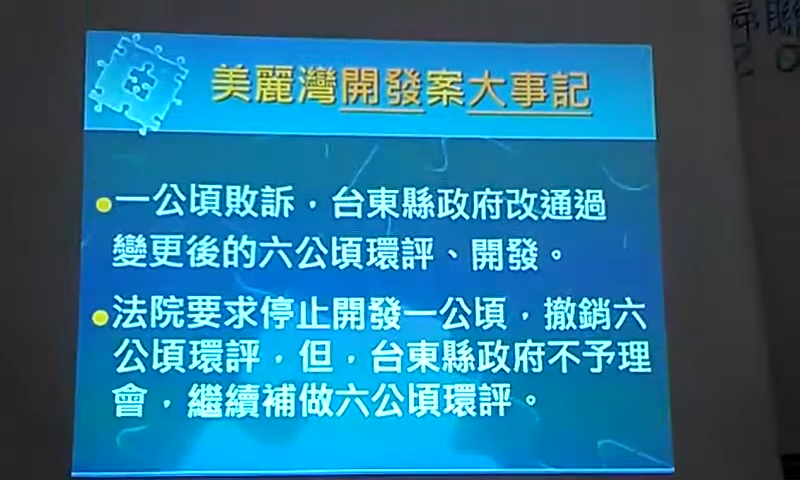 美麗灣開發案大事記
一公頃敗訴，台東縣政府改通過
變更後的六公頃環評、開發。
法院要求停止開發一公頃，撤銷六
公頃環評，但，台東縣政府不予理
會，繼續補做六公頃環評。